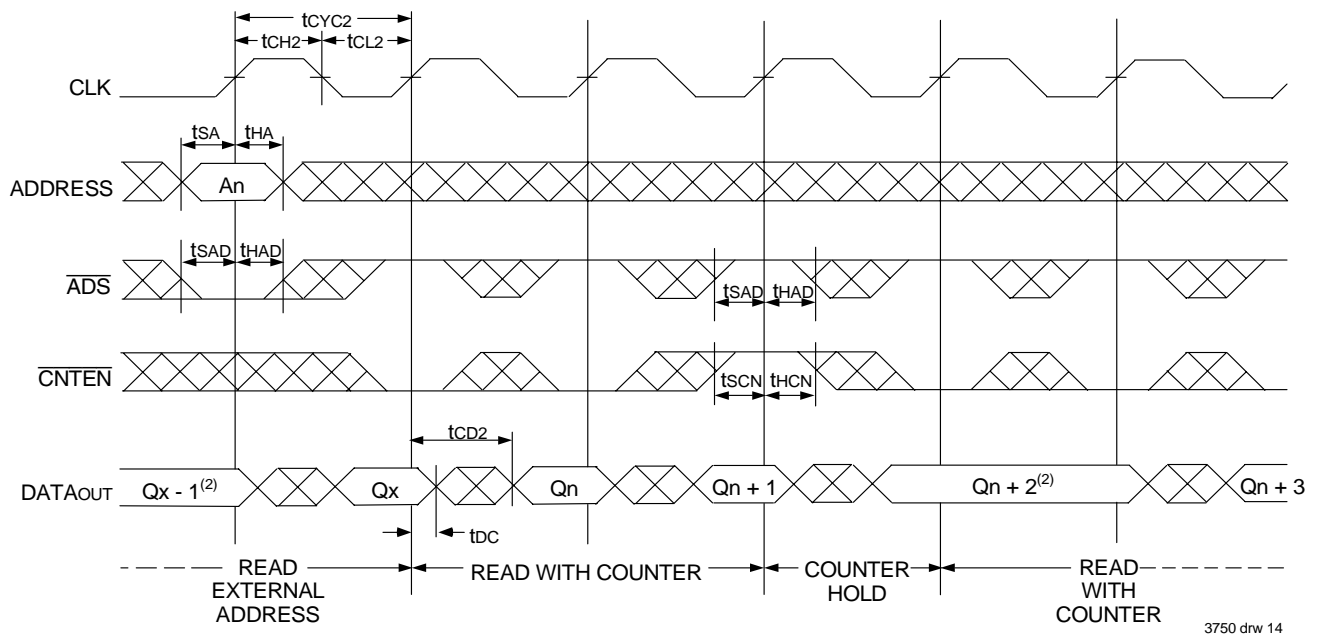 tCYC2
tCH2 tCL2
CLK
tSA tHA
ADDRESS An
tSAD tHAD
ADS
tSAD tHAD
CNTEN
tSCN tHCN
tCD2
DATAOUT Qx - 1(2) Qx Qn Qn + 1 Qn + 2(2) Qn + 3
tDC
READ EXTERNAL ADDRESS
READ WITH COUNTER
COUNTER HOLD
READ WITH COUNTER
3750 drw 14